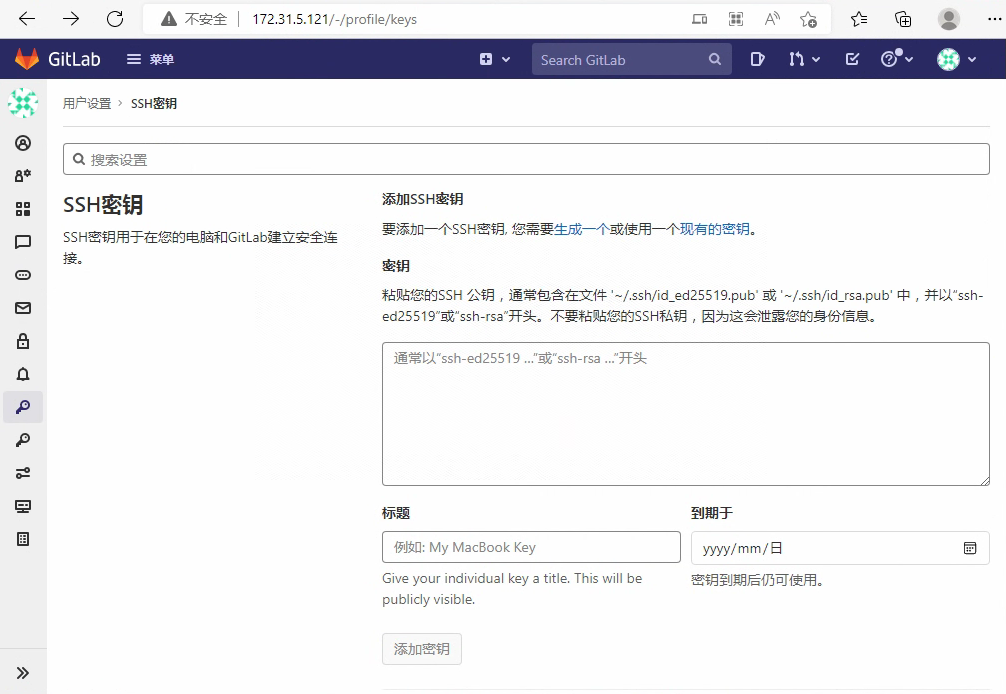 不安全 172.31.5.121/-/profile/keys
GitLab 菜单 Search GitLab
用户设置 › SSH密钥
搜索设置
SSH密钥
SSH密钥用于在您的电脑和GitLab建立安全连
接。
添加SSH密钥
要添加一个SSH密钥, 您需要生成一个或使用一个现有的密钥。
密钥
粘贴您的SSH 公钥，通常包含在文件 '~/.ssh/id_ed25519.pub' 或 '~/.ssh/id_rsa.pub' 中，并以“ssh-
ed25519”或“ssh-rsa”开头。不要粘贴您的SSH私钥，因为这会泄露您的身份信息。
通常以“ssh-ed25519 ...”或“ssh-rsa ...”开头
标题
例如: My MacBook Key
Give your individual key a title. This will be
publicly visible.
到期于
yyyy/mm/日
密钥到期后仍可使用。
添加密钥